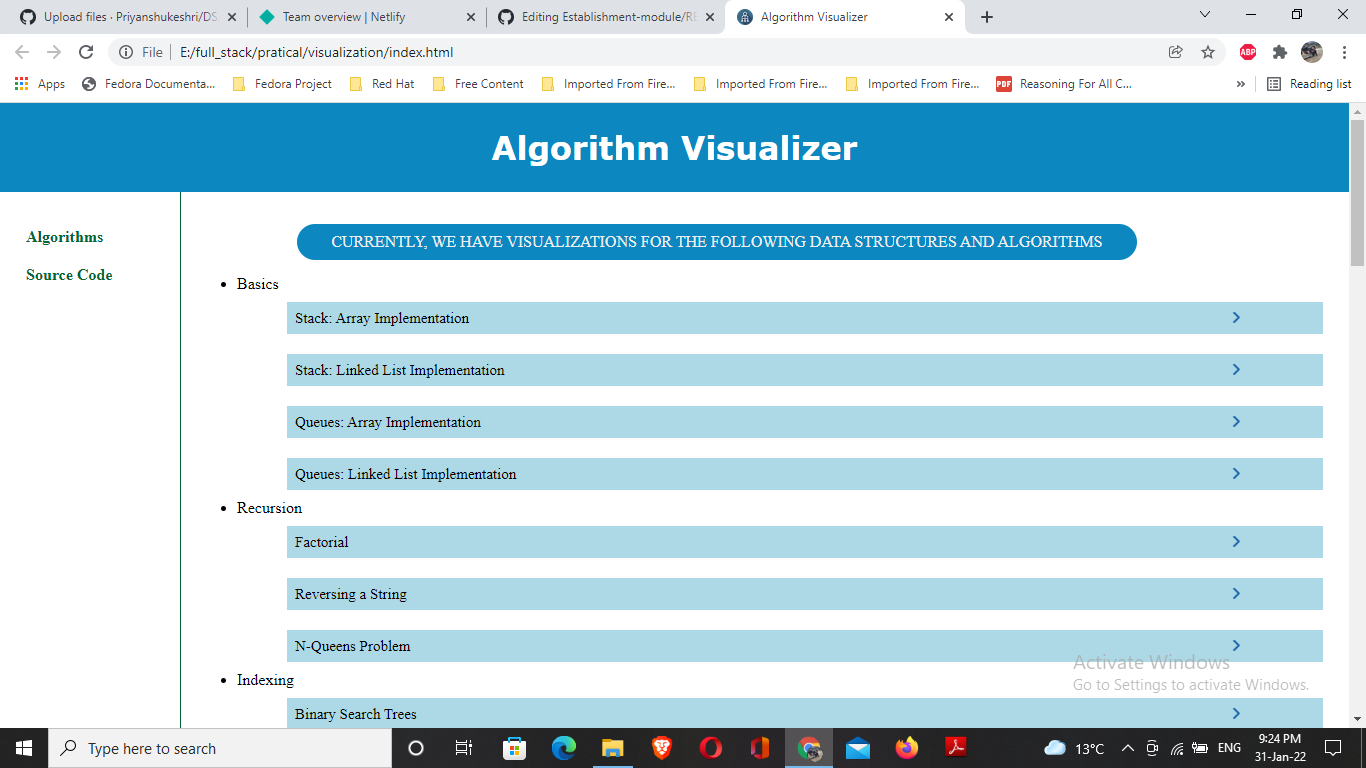 Upload files · Priyanshukeshri/DS
Team overview | Netlify
Editing Establishment-module/RE
Algorithm Visualizer
File
E:/full_stack/pratical/visualization/index.html
ABP
Apps
Fedora Documenta...
Fedora Project
Red Hat
Free Content
Imported From Fire...
Imported From Fire...
Imported From Fire...
PDF
Reasoning For All C...
»
Reading list
Algorithm Visualizer
Algorithms
Source Code
CURRENTLY, WE HAVE VISUALIZATIONS FOR THE FOLLOWING DATA STRUCTURES AND ALGORITHMS
• Basics
Stack: Array Implementation
Stack: Linked List Implementation
Queues: Array Implementation
Queues: Linked List Implementation
• Recursion
Factorial
Reversing a String
N-Queens Problem
• Indexing
Binary Search Trees
Activate Windows
Go to Settings to activate Windows.
Type here to search
13°C
ENG
9:24 PM
31-Jan-22